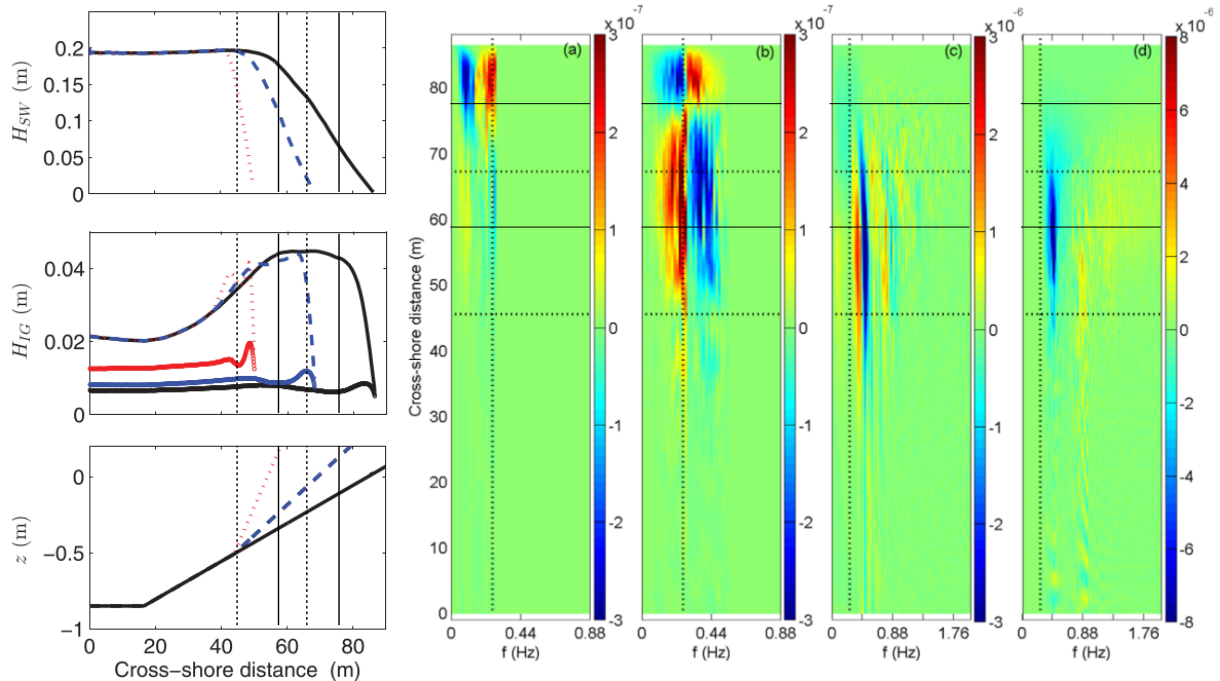 0.2
0.15
0.1
0.05
0
H_SW (m)
0.04
0.02
0
H_IG (m)
0
−0.5
−1
z (m)
0 20 40 60 80
Cross−shore distance (m)
x 10^-7
x 10^-7
x 10^-6
x 10^-6
(a)
(b)
(c)
(d)
Cross-shore distance (m)
80
70
60
50
40
30
20
10
0
3
2
1
0
-1
-2
-3
3
2
1
0
-1
-2
-3
3
2
1
0
-1
-2
-3
8
6
4
2
0
-2
-4
-6
-8
0 0.44 0.88
f (Hz)
0 0.44 0.88
f (Hz)
0 0.88 1.76
f (Hz)
0 0.88 1.76
f (Hz)